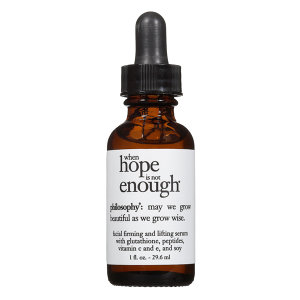 when
hope
is not
enough®
philosophy®: may we grow
beautiful as we grow wise.
facial firming and lifting serum
with glutathione, peptides,
vitamin c and e, and soy
1 fl. oz. - 29.6 ml